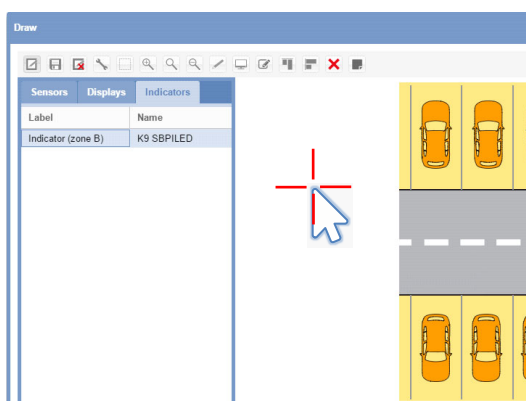 Draw
Sensors Displays Indicators
Label Name
Indicator (zone B) K9 SBPILED